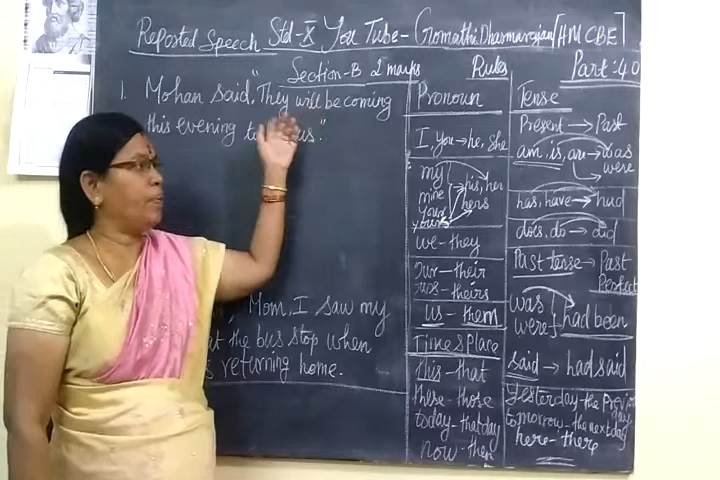 Reported Speech Std-X You Tube - Gomathi Dharmarajan [HM CBE]
Section-B 2 marks
Rules
Part: 40
1. Mohan said, "They will be coming
this evening to us."
Mom, I saw my
at the bus stop when
returning home.
Pronoun
I, you → he, she
my
mine
your
yours
his, her
hers
we - they
our - their
ours - theirs
us - them
Time & Place
this - that
these - those
today - that day
now - then
Tense
Present → Past
am, is, are → was
were
has, have → had
does, do → did
Past tense → Past
Perfect
was
were
had been
said → had said
Yesterday - the previous
day
tomorrow - the next day
here - there